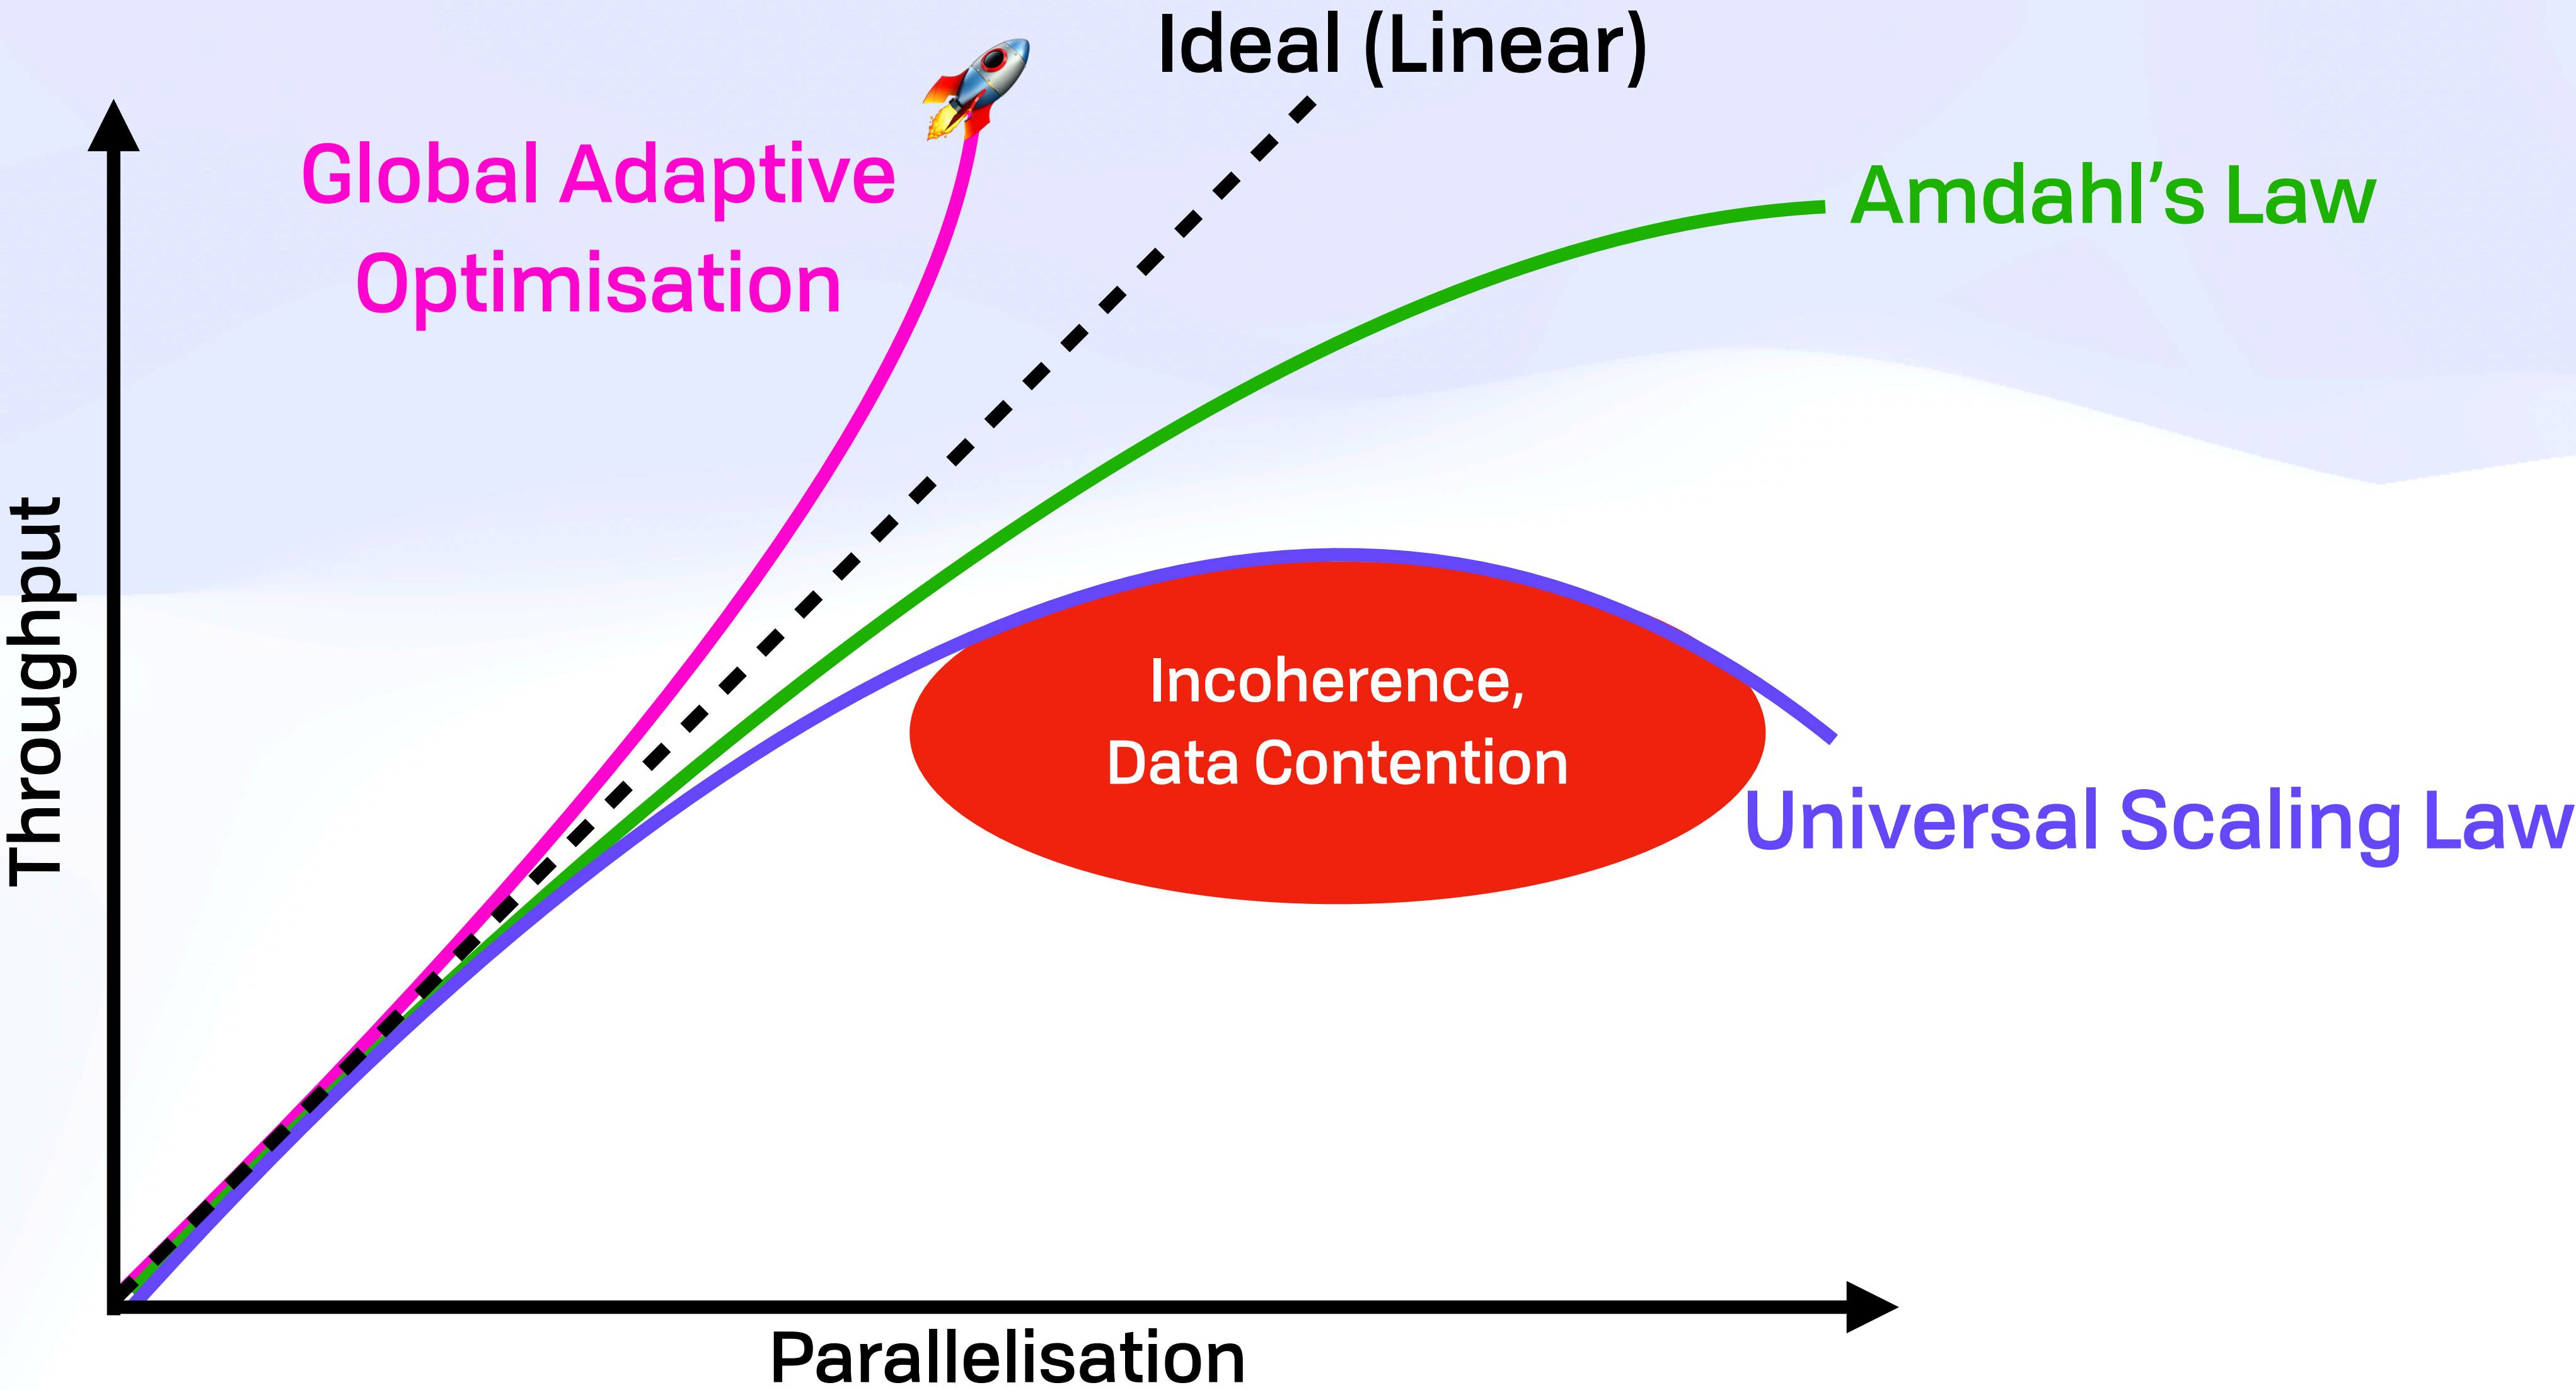 Ideal (Linear)
Global Adaptive
Optimisation
Amdahl’s Law
Throughput
Incoherence,
Data Contention
Universal Scaling Law
Parallelisation